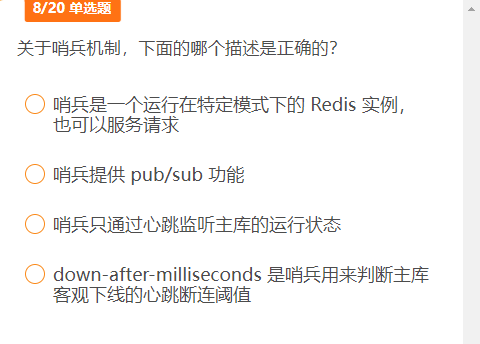 8/20 单选题
关于哨兵机制，下面的哪个描述是正确的？
哨兵是一个运行在特定模式下的 Redis 实例，
也可以服务请求
哨兵提供 pub/sub 功能
哨兵只通过心跳监听主库的运行状态
down-after-milliseconds 是哨兵用来判断主库
客观下线的心跳断连阈值